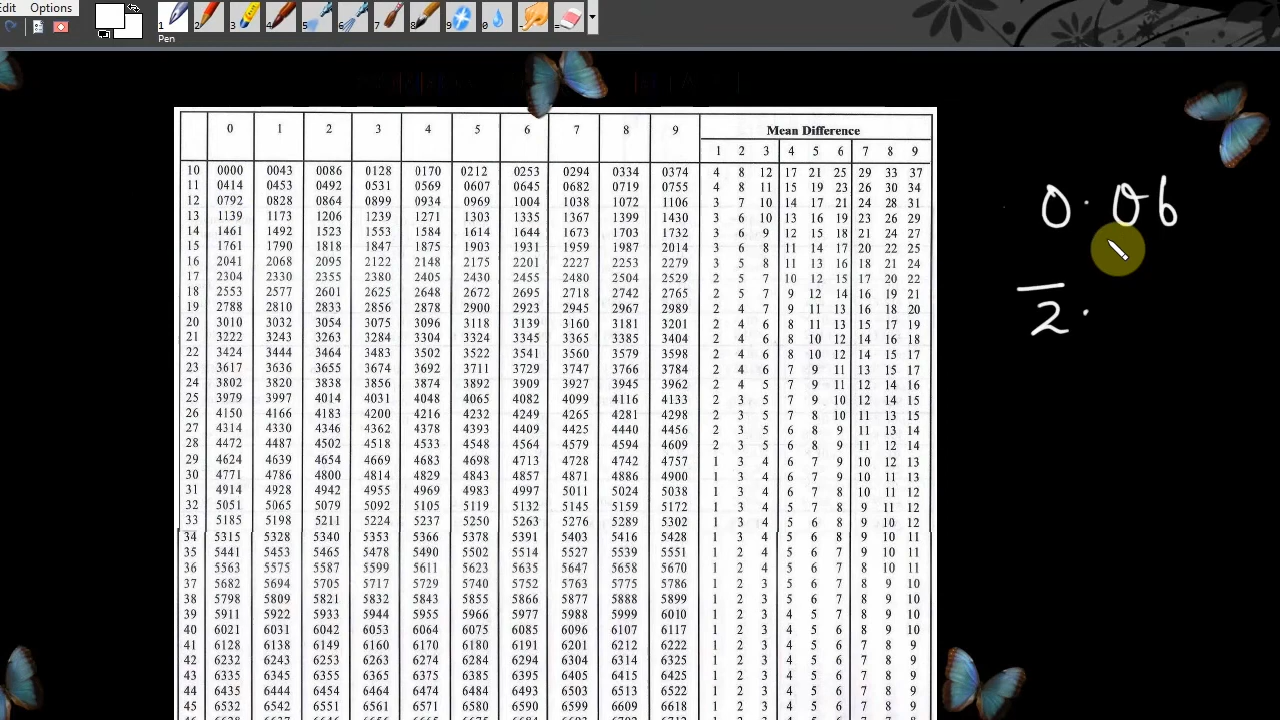 Edit Options
1 2 3 4 5 6 7 8 9 0
Pen
0 1 2 3 4 5 6 7 8 9 Mean Difference
1 2 3 4 5 6 7 8 9
10 0000 0043 0086 0128 0170 0212 0253 0294 0334 0374 4 8 12 17 21 25 29 33 37
11 0414 0453 0492 0531 0569 0607 0645 0682 0719 0755 4 8 11 15 19 23 26 30 34
12 0792 0828 0864 0899 0934 0969 1004 1038 1072 1106 3 7 10 14 17 21 24 28 31
13 1139 1173 1206 1239 1271 1303 1335 1367 1399 1430 3 6 10 13 16 19 23 26 29
14 1461 1492 1523 1553 1584 1614 1644 1673 1703 1732 3 6 9 12 15 18 21 24 27
15 1761 1790 1818 1847 1875 1903 1931 1959 1987 2014 3 6 8 11 14 17 20 22 25
16 2041 2068 2095 2122 2148 2175 2201 2227 2253 2279 3 5 8 11 13 16 18 21 24
17 2304 2330 2355 2380 2405 2430 2455 2480 2504 2529 2 5 7 10 12 15 17 20 22
18 2553 2577 2601 2625 2648 2672 2695 2718 2742 2765 2 5 7 9 12 14 16 19 21
19 2788 2810 2833 2856 2878 2900 2923 2945 2967 2989 2 4 7 9 11 13 16 18 20
20 3010 3032 3054 3075 3096 3118 3139 3160 3181 3201 2 4 6 8 11 13 15 17 19
21 3222 3243 3263 3284 3304 3324 3345 3365 3385 3404 2 4 6 8 10 12 14 16 18
22 3424 3444 3464 3483 3502 3522 3541 3560 3579 3598 2 4 6 8 10 12 14 15 17
23 3617 3636 3655 3674 3692 3711 3729 3747 3766 3784 2 4 6 7 9 11 13 15 17
24 3802 3820 3838 3856 3874 3892 3909 3927 3945 3962 2 4 5 7 9 11 12 14 16
25 3979 3997 4014 4031 4048 4065 4082 4099 4116 4133 2 3 5 7 9 10 12 14 15
26 4150 4166 4183 4200 4216 4232 4249 4265 4281 4298 2 3 5 7 8 10 11 13 15
27 4314 4330 4346 4362 4378 4393 4409 4425 4440 4456 2 3 5 6 8 9 11 13 14
28 4472 4487 4502 4518 4533 4548 4564 4579 4594 4609 2 3 5 6 8 9 11 12 14
29 4624 4639 4654 4669 4683 4698 4713 4728 4742 4757 1 3 4 6 7 9 10 12 13
30 4771 4786 4800 4814 4829 4843 4857 4871 4886 4900 1 3 4 6 7 9 10 11 13
31 4914 4928 4942 4955 4969 4983 4997 5011 5024 5038 1 3 4 6 7 8 10 11 12
32 5051 5065 5079 5092 5105 5119 5132 5145 5159 5172 1 3 4 5 7 8 9 11 12
33 5185 5198 5211 5224 5237 5250 5263 5276 5289 5302 1 3 4 5 6 8 9 10 12
34 5315 5328 5340 5353 5366 5378 5391 5403 5416 5428 1 3 4 5 6 8 9 10 11
35 5441 5453 5465 5478 5490 5502 5514 5527 5539 5551 1 2 4 5 6 7 9 10 11
36 5563 5575 5587 5599 5611 5623 5635 5647 5658 5670 1 2 4 5 6 7 8 10 11
37 5682 5694 5705 5717 5729 5740 5752 5763 5775 5786 1 2 3 5 6 7 8 9 10
38 5798 5809 5821 5832 5843 5855 5866 5877 5888 5899 1 2 3 5 6 7 8 9 10
39 5911 5922 5933 5944 5955 5966 5977 5988 5999 6010 1 2 3 4 5 7 8 9 10
40 6021 6031 6042 6053 6064 6075 6085 6096 6107 6117 1 2 3 4 5 6 8 9 10
41 6128 6138 6149 6160 6170 6180 6191 6201 6212 6222 1 2 3 4 5 6 7 8 9
42 6232 6243 6253 6263 6274 6284 6294 6304 6314 6325 1 2 3 4 5 6 7 8 9
43 6335 6345 6355 6365 6375 6385 6395 6405 6415 6425 1 2 3 4 5 6 7 8 9
44 6435 6444 6454 6464 6474 6484 6493 6503 6513 6522 1 2 3 4 5 6 7 8 9
45 6532 6542 6551 6561 6571 6580 6590 6599 6609 6618 1 2 3 4 5 6 7 8 9
0.06
2̅.